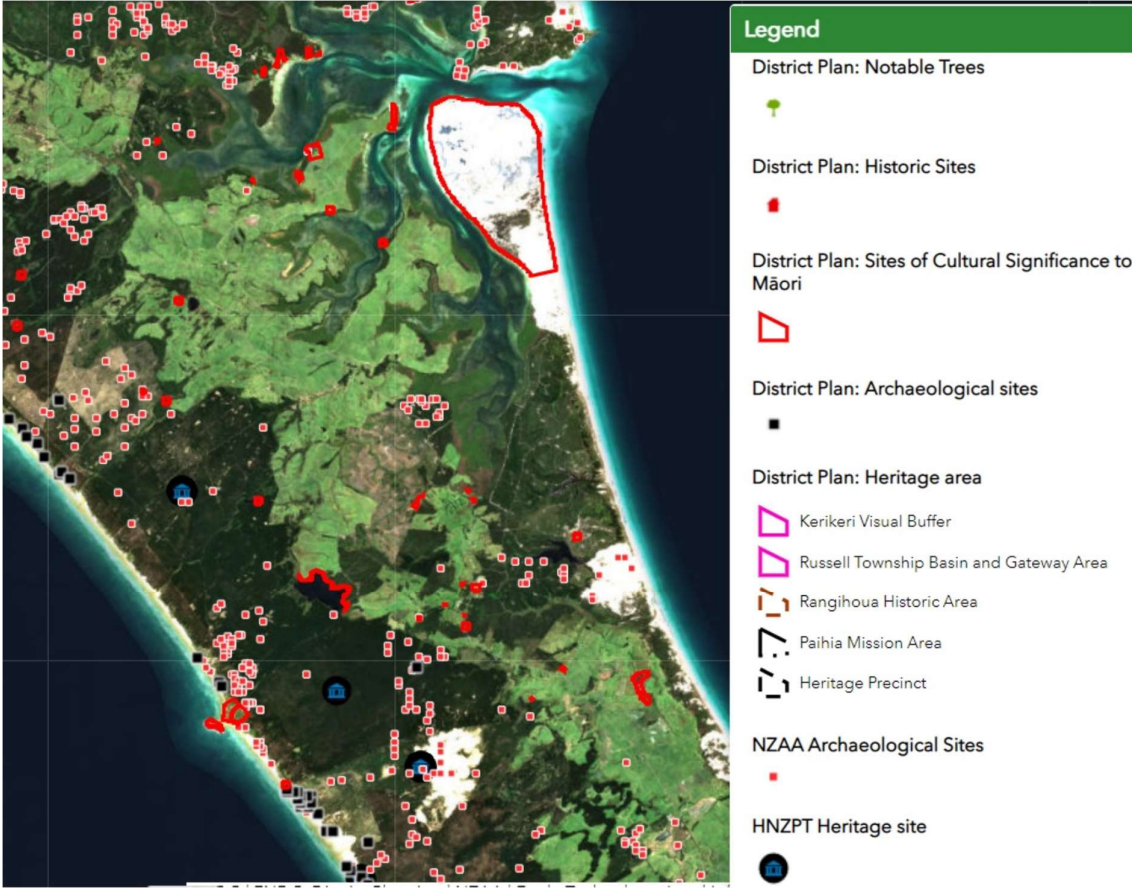 Legend
District Plan: Notable Trees
District Plan: Historic Sites
District Plan: Sites of Cultural Significance to
Māori
District Plan: Archaeological sites
District Plan: Heritage area
Kerikeri Visual Buffer
Russell Township Basin and Gateway Area
Rangihoua Historic Area
Paihia Mission Area
Heritage Precinct
NZAA Archaeological Sites
HNZPT Heritage site